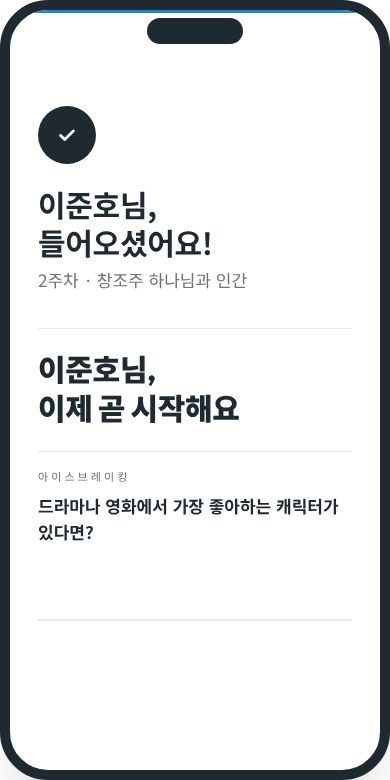 이준호님,
들어오셨어요!
2주차 · 창조주 하나님과 인간
이준호님,
이제 곧 시작해요
아이스브레이킹
드라마나 영화에서 가장 좋아하는 캐릭터가
있다면?